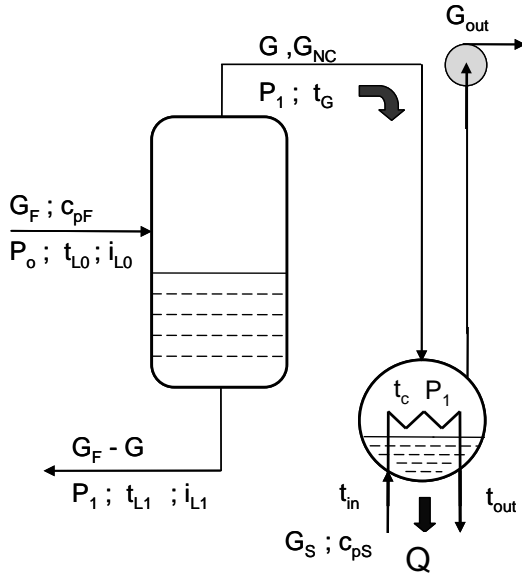 G_out
G , G_NC
P_1 ; t_G
G_F ; c_pF
P_o ; t_L0 ; i_L0
t_c P_1
G_F - G
P_1 ; t_L1 ; i_L1
t_in
t_out
G_S ; c_pS
Q